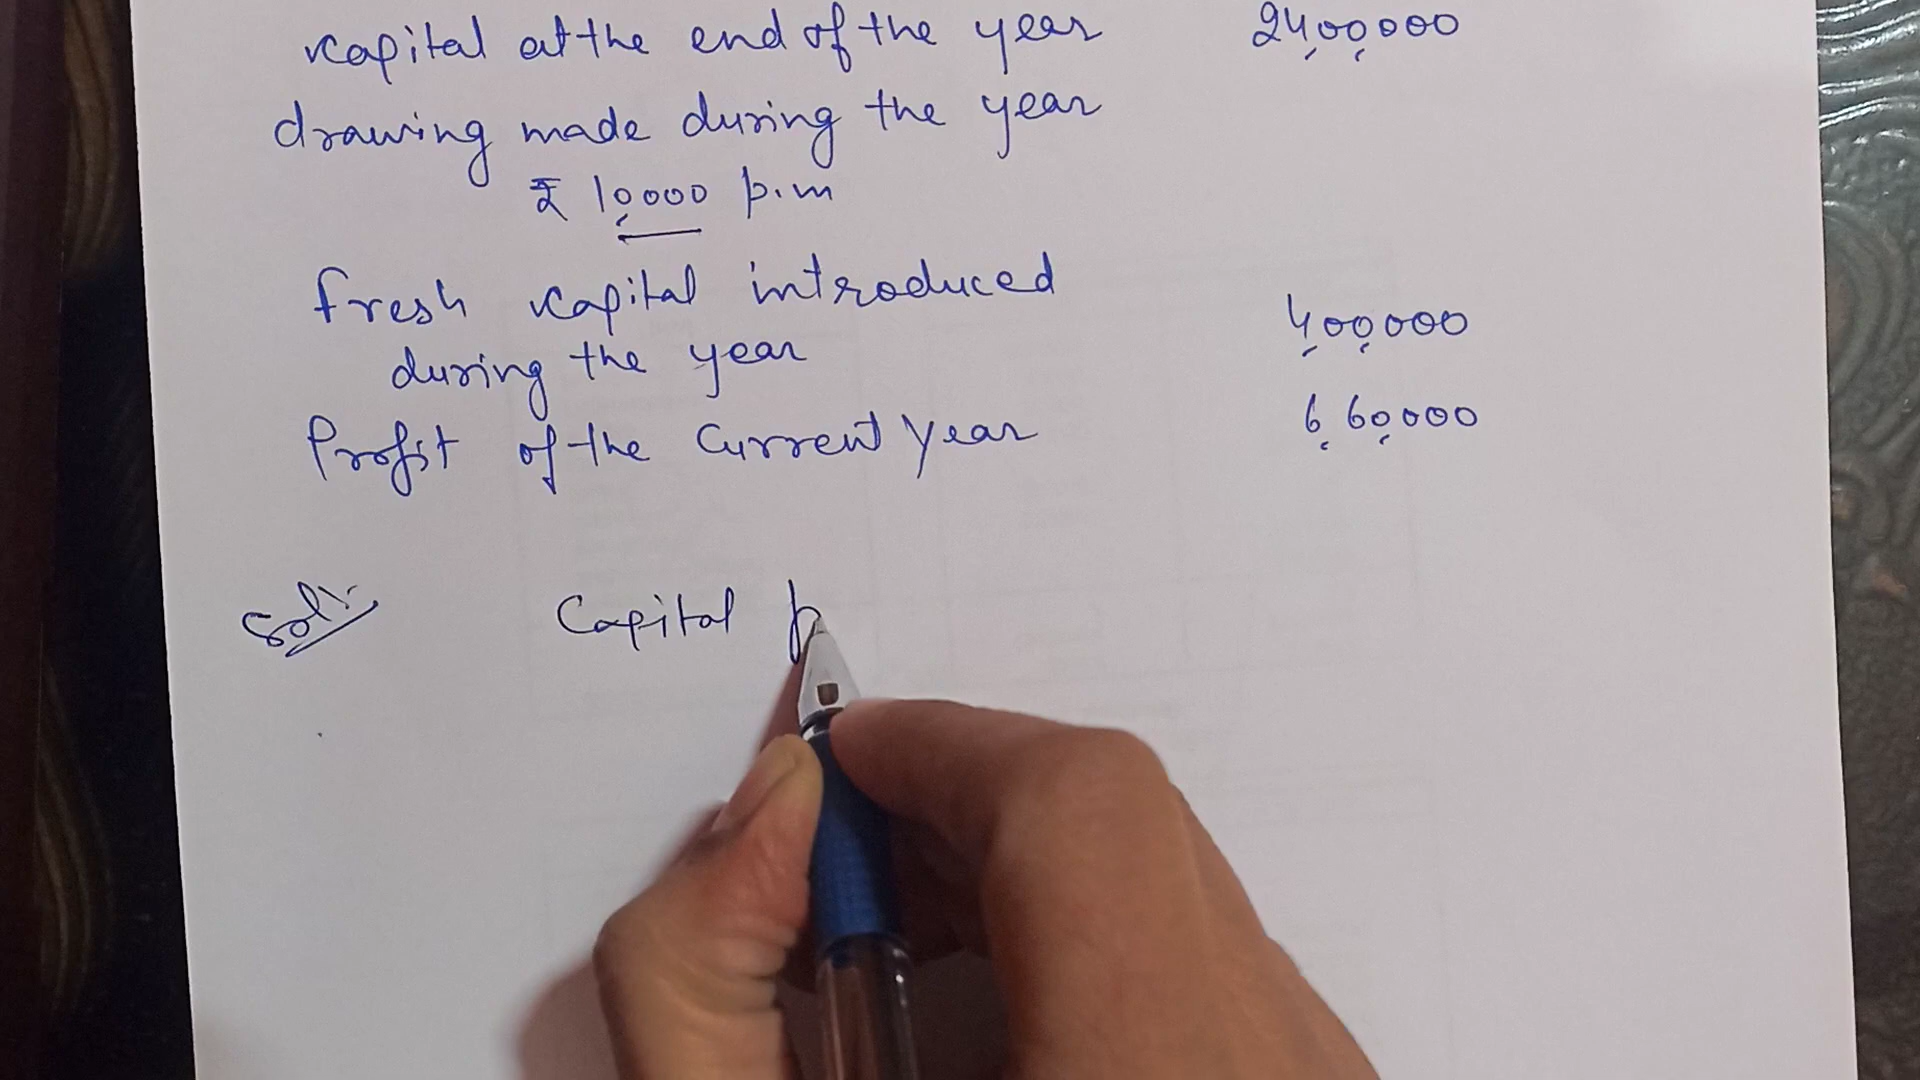 Capital at the end of the year 24,00,000
drawing made during the year
₹ 10,000 p.m
fresh capital introduced
during the year 4,00,000
Profit of the Current Year 6,60,000
Sol:
Capital